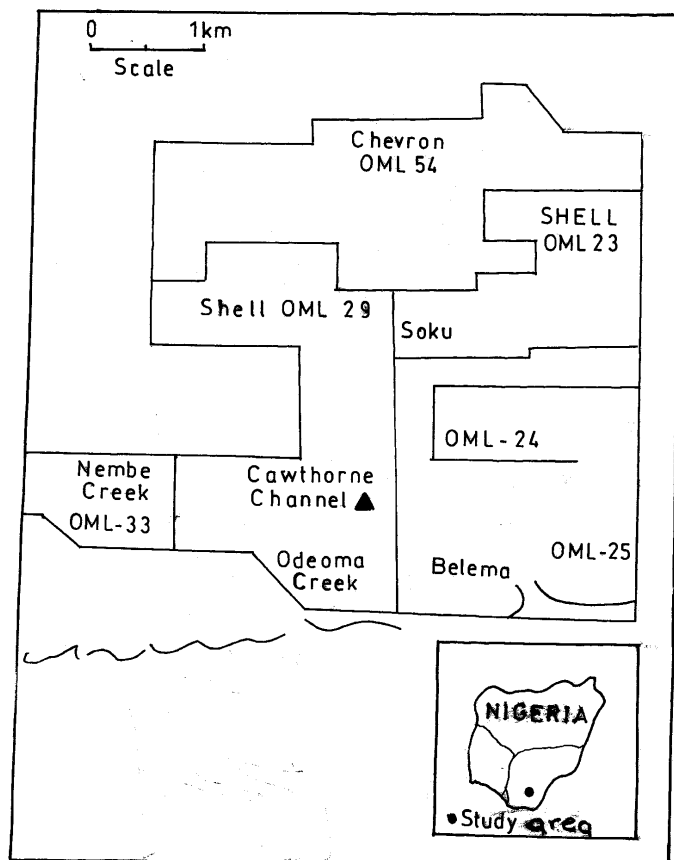 0 1km
Scale
Chevron
OML 54
SHELL
OML 23
Shell OML 29
Soku
OML-24
Nembe
Creek
OML-33
Cawthorne
Channel
Odeoma
Creek
Belema
OML-25
NIGERIA
Study area